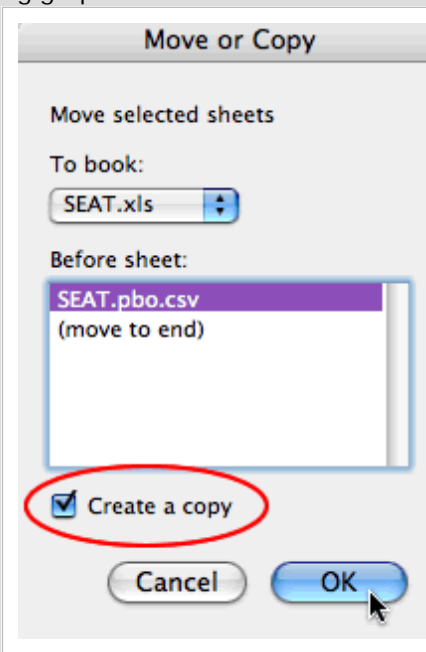 Move or Copy
Move selected sheets
To book:
SEAT.xls
Before sheet:
SEAT.pbo.csv
(move to end)
Create a copy
Cancel OK